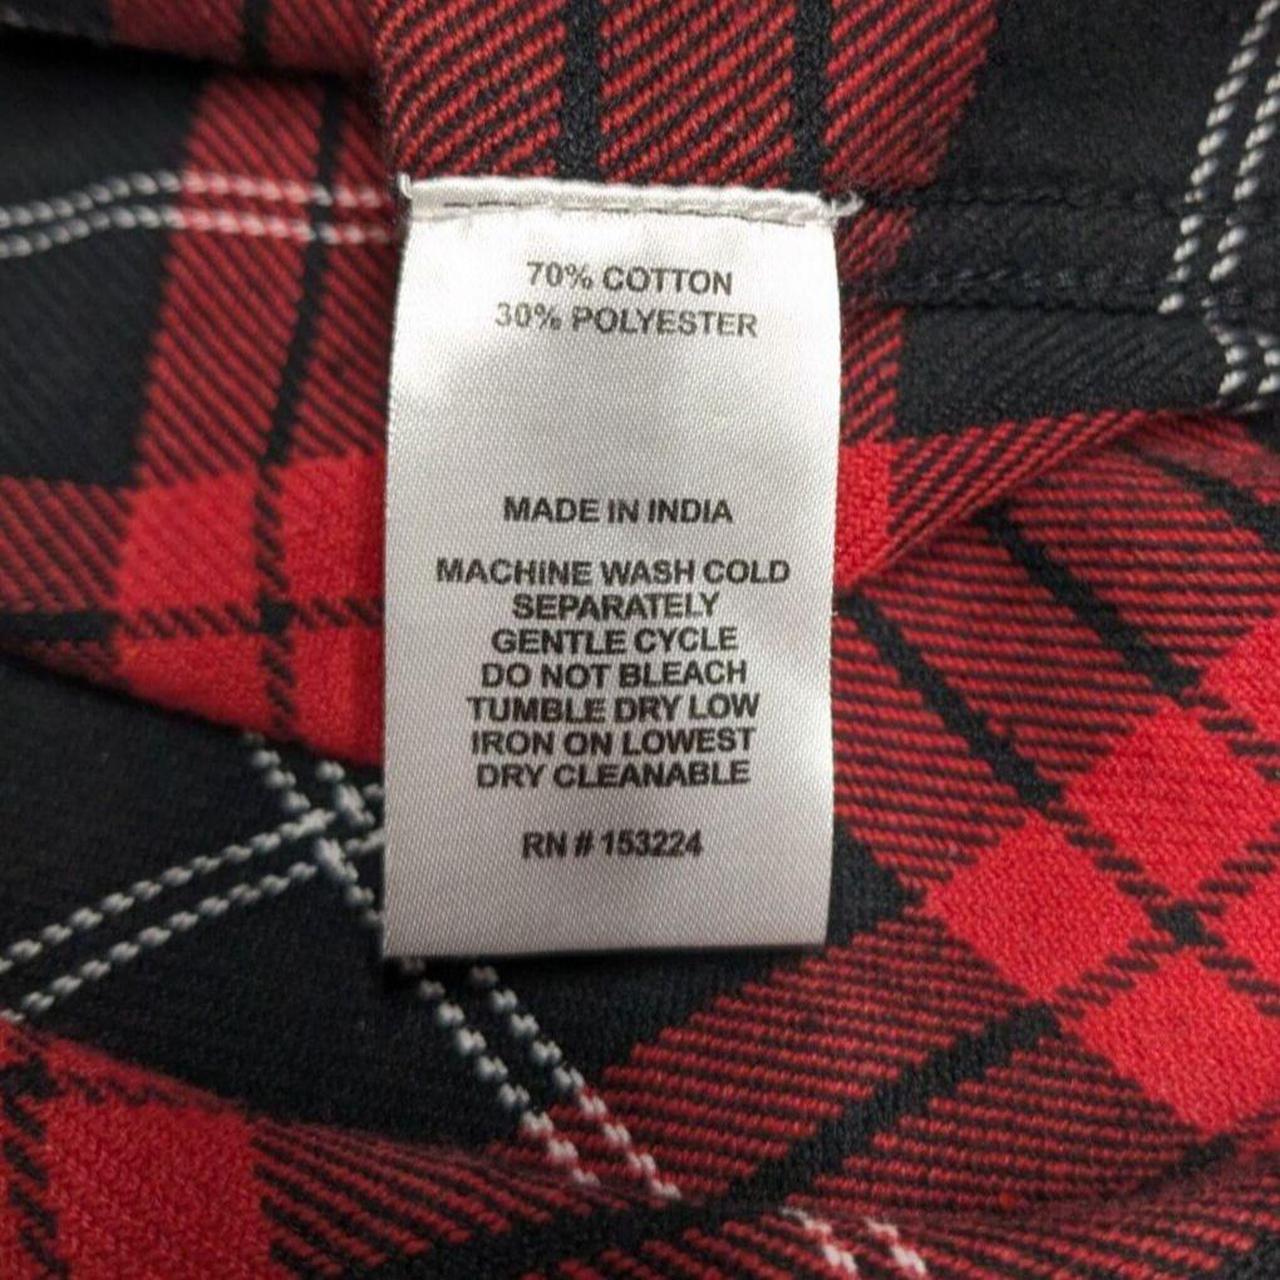 70% COTTON
30% POLYESTER
MADE IN INDIA
MACHINE WASH COLD
SEPARATELY
GENTLE CYCLE
DO NOT BLEACH
TUMBLE DRY LOW
IRON ON LOWEST
DRY CLEANABLE
RN # 153224